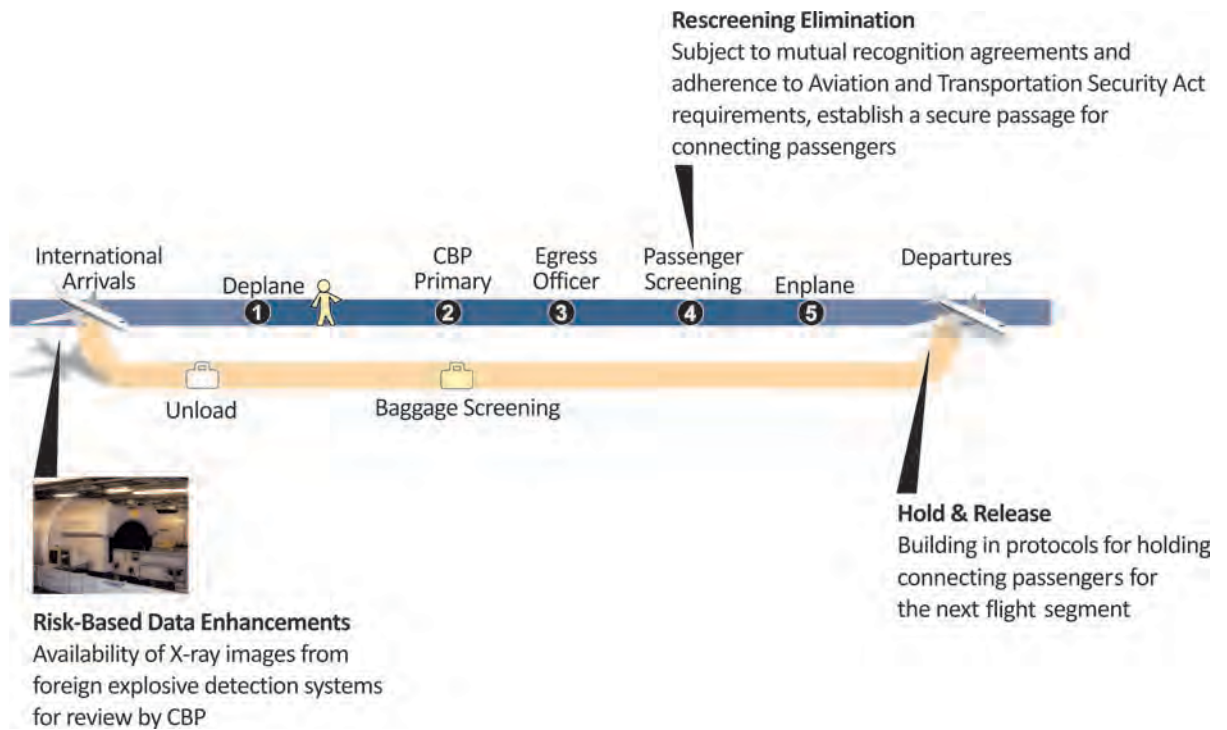 Rescreening Elimination
Subject to mutual recognition agreements and
adherence to Aviation and Transportation Security Act
requirements, establish a secure passage for
connecting passengers
International
Arrivals
Deplane
1
CBP
Primary
2
Egress
Officer
3
Passenger
Screening
4
Enplane
5
Departures
Unload
Baggage Screening
Hold & Release
Building in protocols for holding
connecting passengers for
the next flight segment
Risk-Based Data Enhancements
Availability of X-ray images from
foreign explosive detection systems
for review by CBP